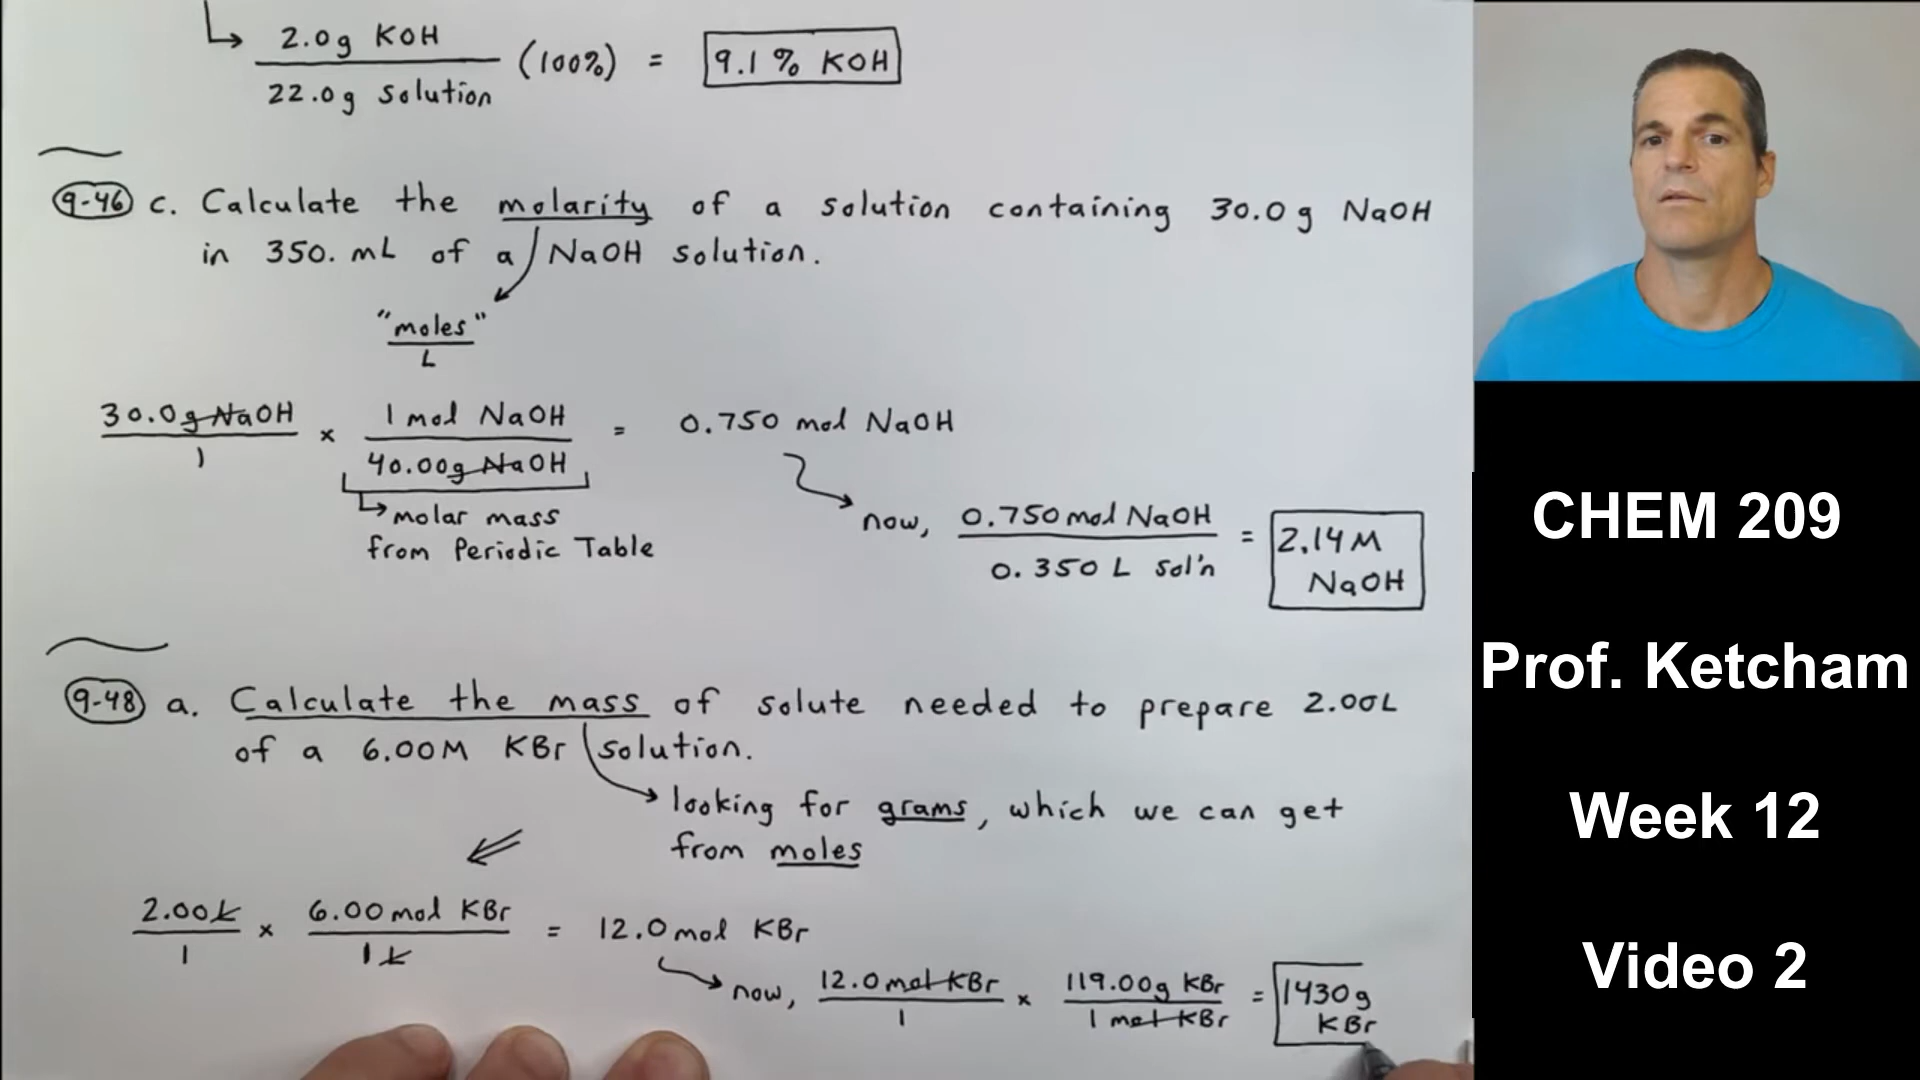 2.0g KOH
22.0g solution
(100%) = 9.1% KOH
9-46 c. Calculate the molarity of a solution containing 30.0g NaOH
in 350. mL of a NaOH solution.
"moles"
L
30.0g NaOH
1
x
1 mol NaOH
40.00g NaOH
= 0.750 mol NaOH
molar mass
from Periodic Table
now,
0.750 mol NaOH
0.350 L sol'n
= 2.14M
NaOH
9-48 a. Calculate the mass of solute needed to prepare 2.00L
of a 6.00M KBr solution.
looking for grams, which we can get
from moles
2.00L
1
x
6.00 mol KBr
1L
= 12.0 mol KBr
now,
12.0 mol KBr
1
x
119.00g KBr
1 mol KBr
= 1430g
KBr
CHEM 209
Prof. Ketcham
Week 12
Video 2